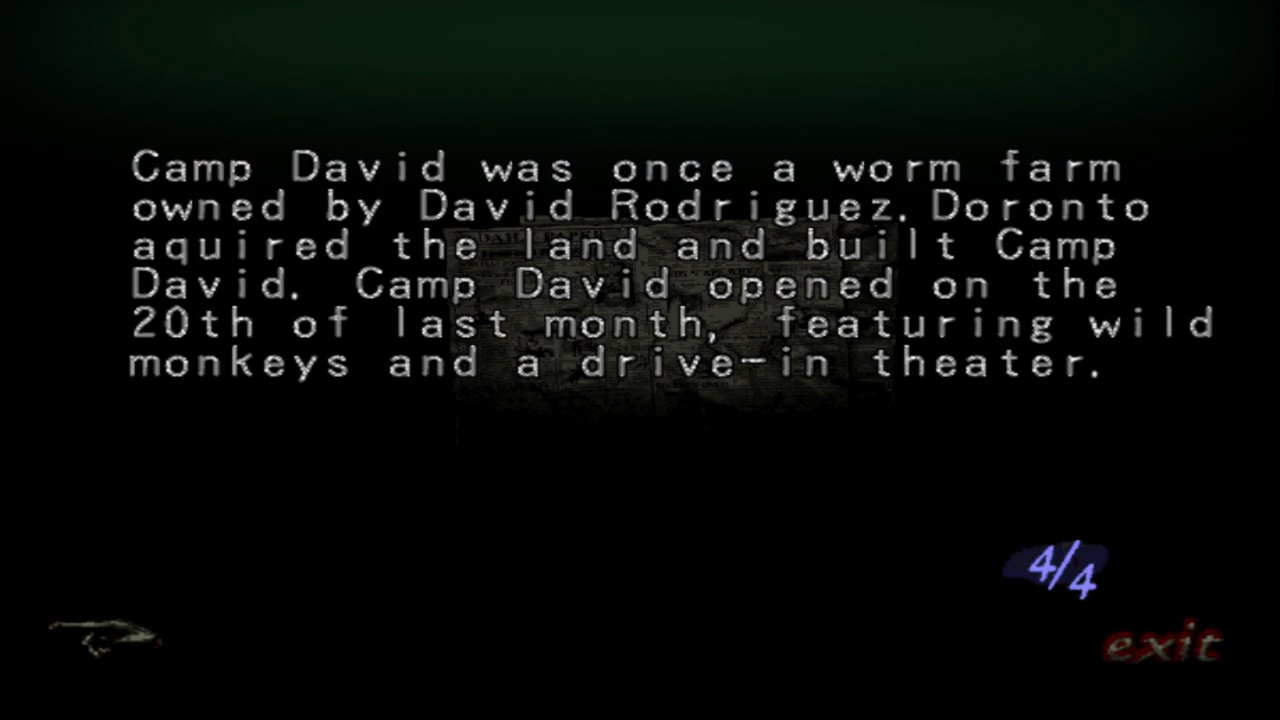 Camp David was once a worm farm
owned by David Rodriguez. Doronto
aquired the land and built Camp
David. Camp David opened on the
20th of last month, featuring wild
monkeys and a drive-in theater.
4/4
exit